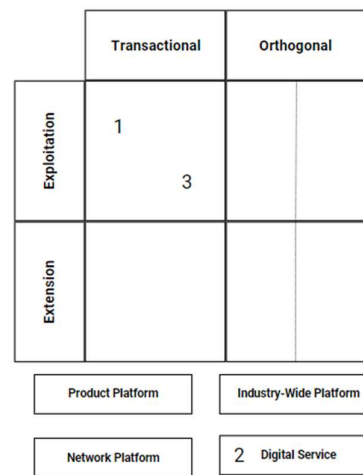 Transactional Orthogonal
Exploitation
1
3
Extension
Product Platform Industry-Wide Platform
Network Platform 2 Digital Service